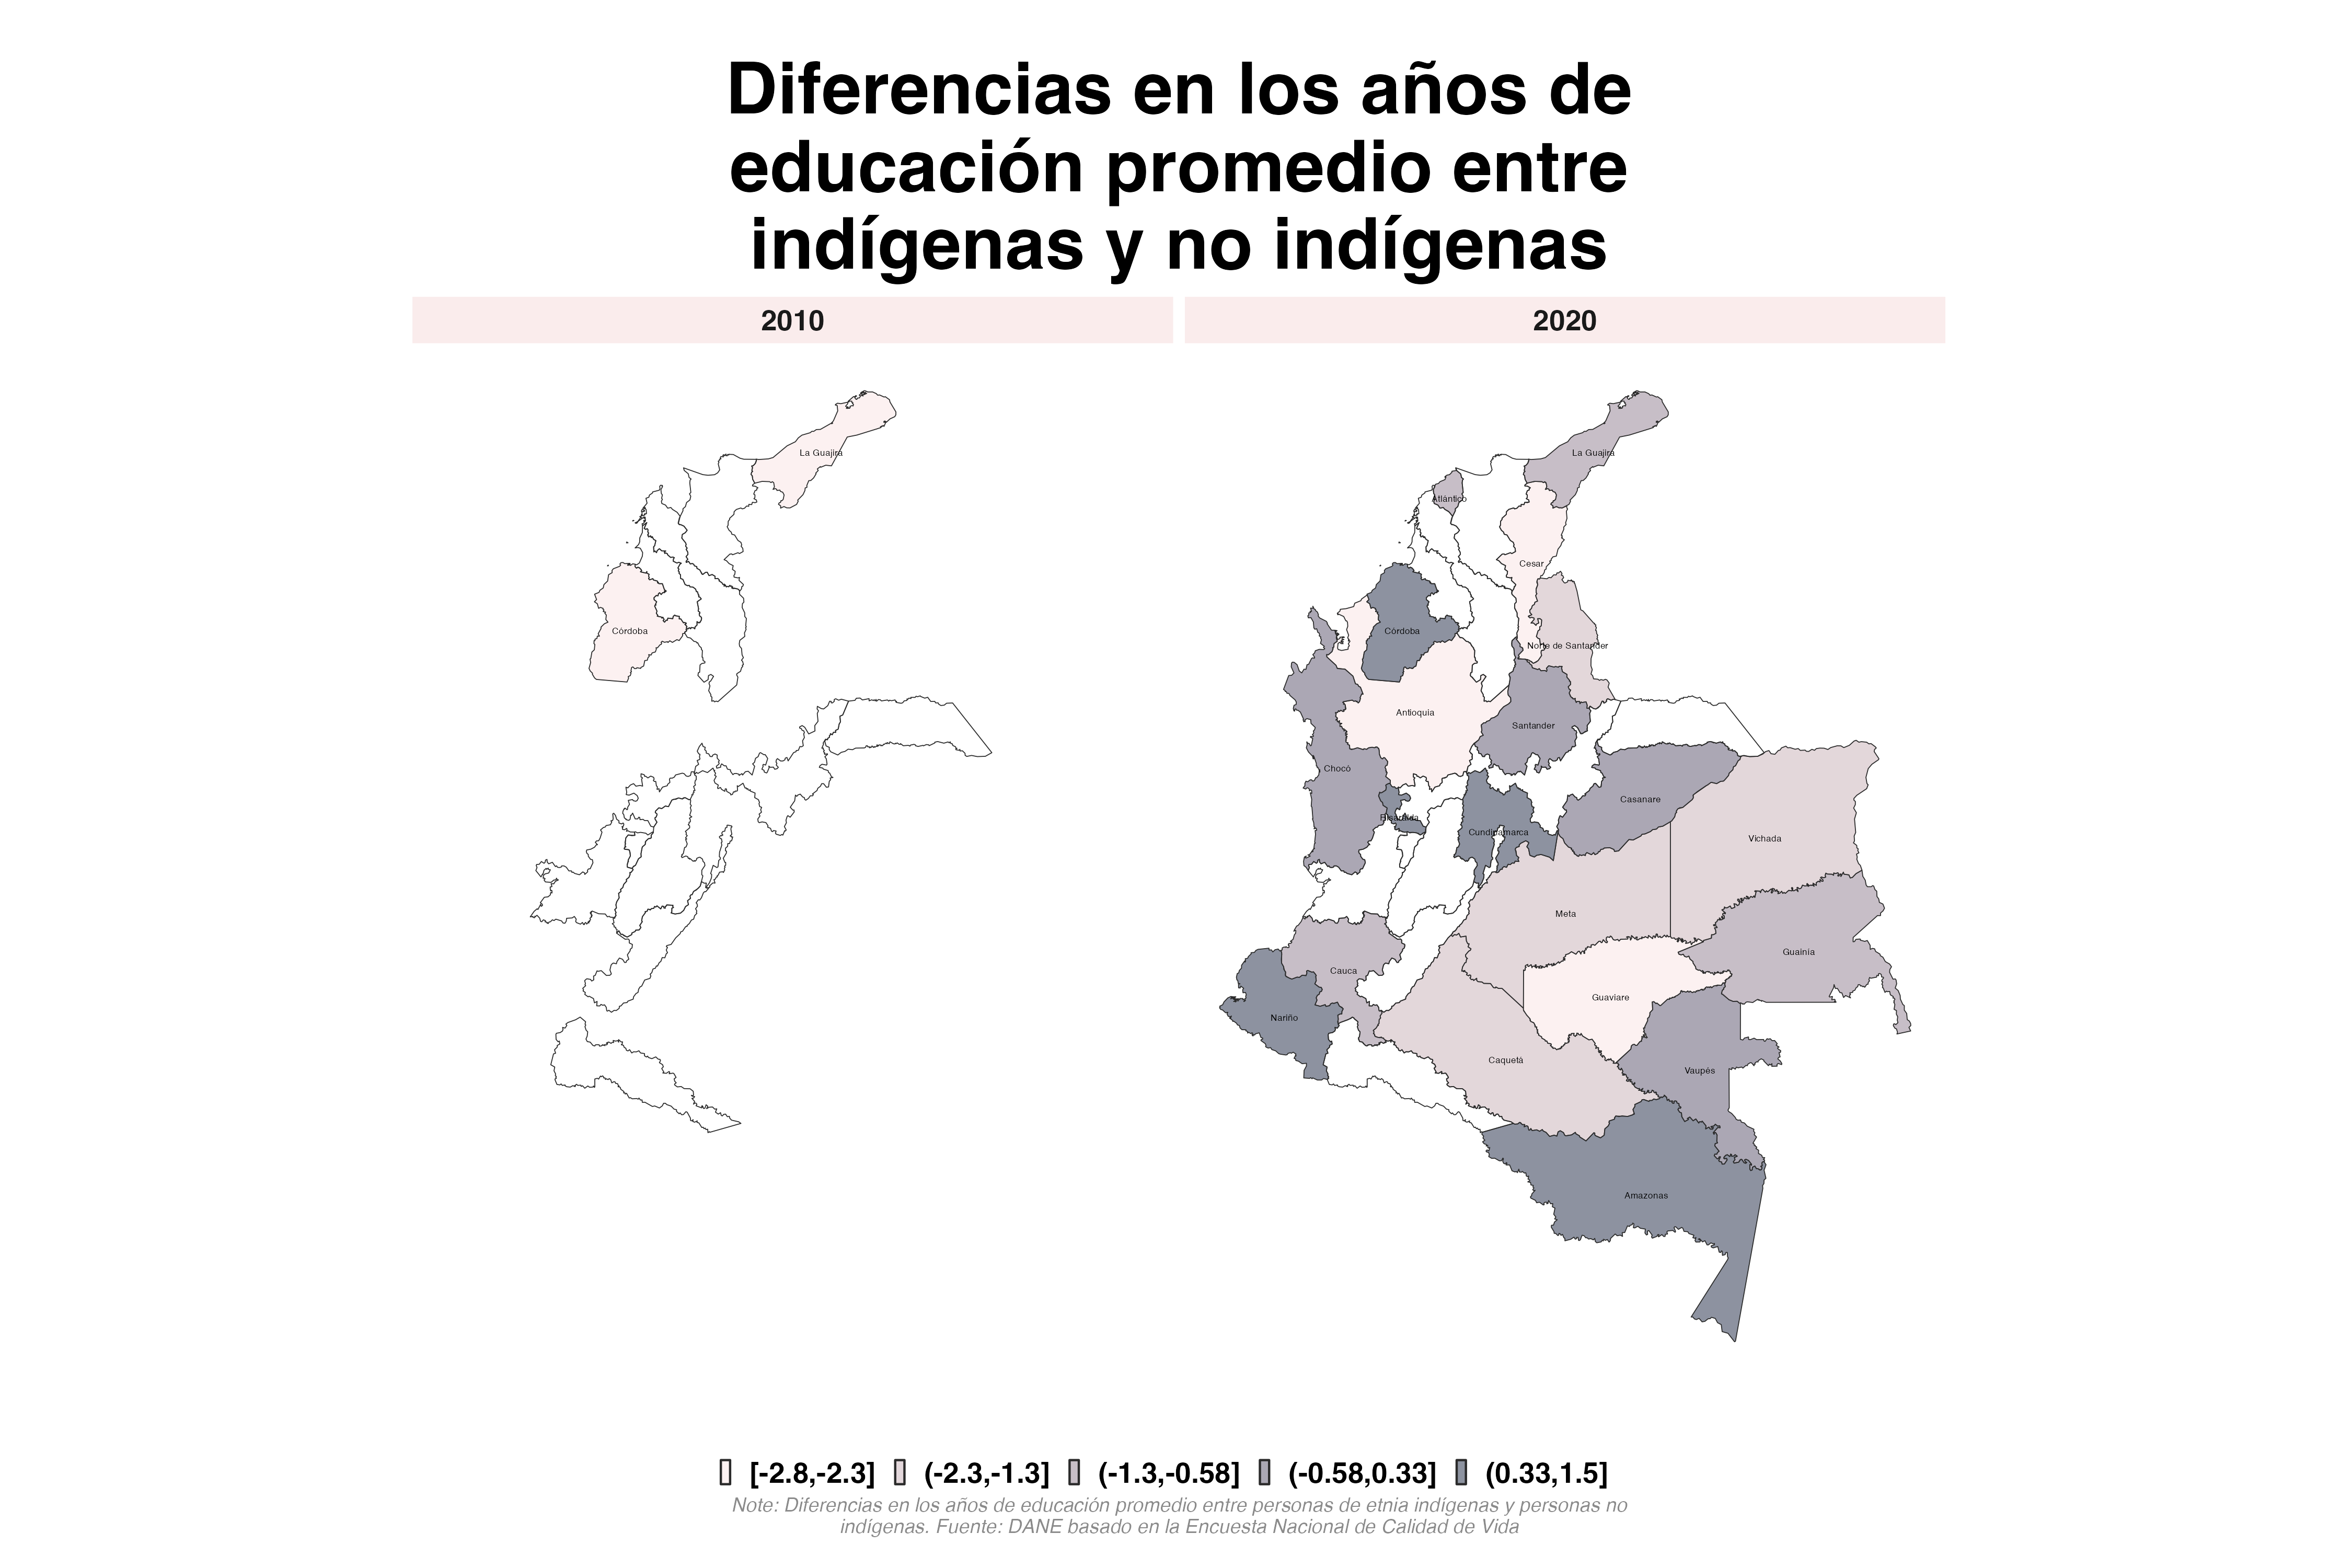 Diferencias en los años de
educación promedio entre
indígenas y no indígenas
2010
2020
La Guajira
Córdoba
La Guajira
Atlántico
Cesar
Córdoba
Norte de Santander
Antioquia
Santander
Chocó
Casanare
Risaralda
Cundinamarca
Vichada
Meta
Guainía
Cauca
Guaviare
Nariño
Caquetá
Vaupés
Amazonas
[-2.8,-2.3] (-2.3,-1.3] (-1.3,-0.58] (-0.58,0.33] (0.33,1.5]
Note: Diferencias en los años de educación promedio entre personas de etnia indígenas y personas no
indígenas. Fuente: DANE basado en la Encuesta Nacional de Calidad de Vida